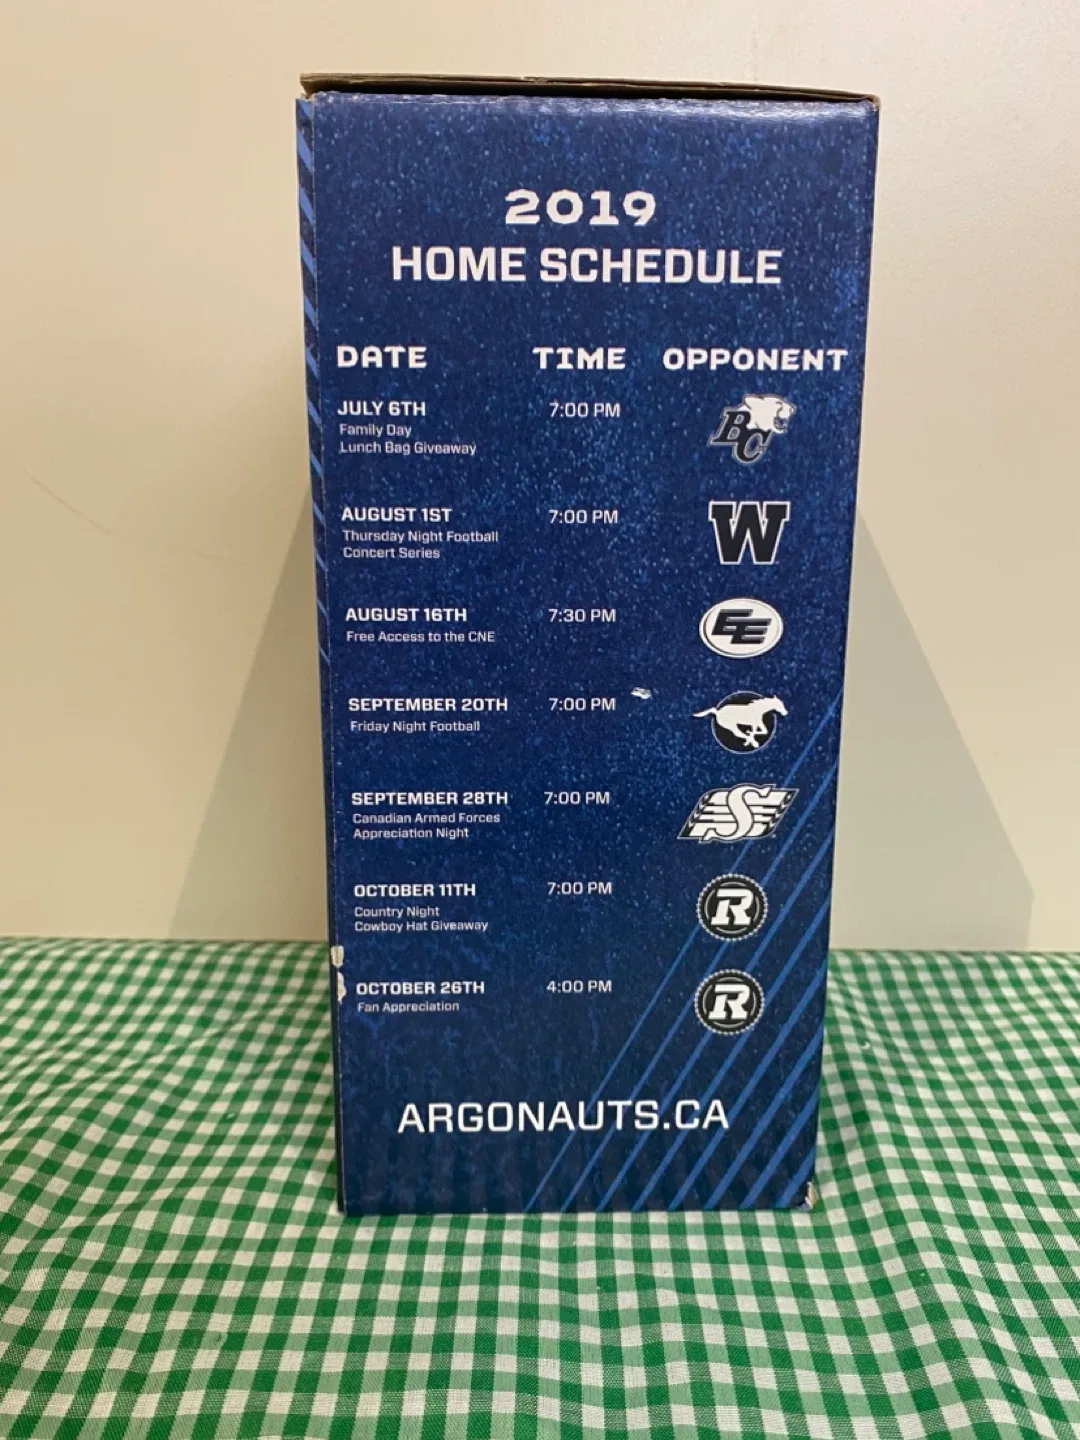 2019
HOME SCHEDULE
DATE TIME OPPONENT
JULY 6TH 7:00 PM BC
Family Day
Lunch Bag Giveaway
AUGUST 1ST 7:00 PM W
Thursday Night Football
Concert Series
AUGUST 16TH 7:30 PM EE
Free Access to the CNE
SEPTEMBER 20TH 7:00 PM
Friday Night Football
SEPTEMBER 28TH 7:00 PM S
Canadian Armed Forces
Appreciation Night
OCTOBER 11TH 7:00 PM R
Country Night
Cowboy Hat Giveaway
OCTOBER 26TH 4:00 PM R
Fan Appreciation
ARGONAUTS.CA